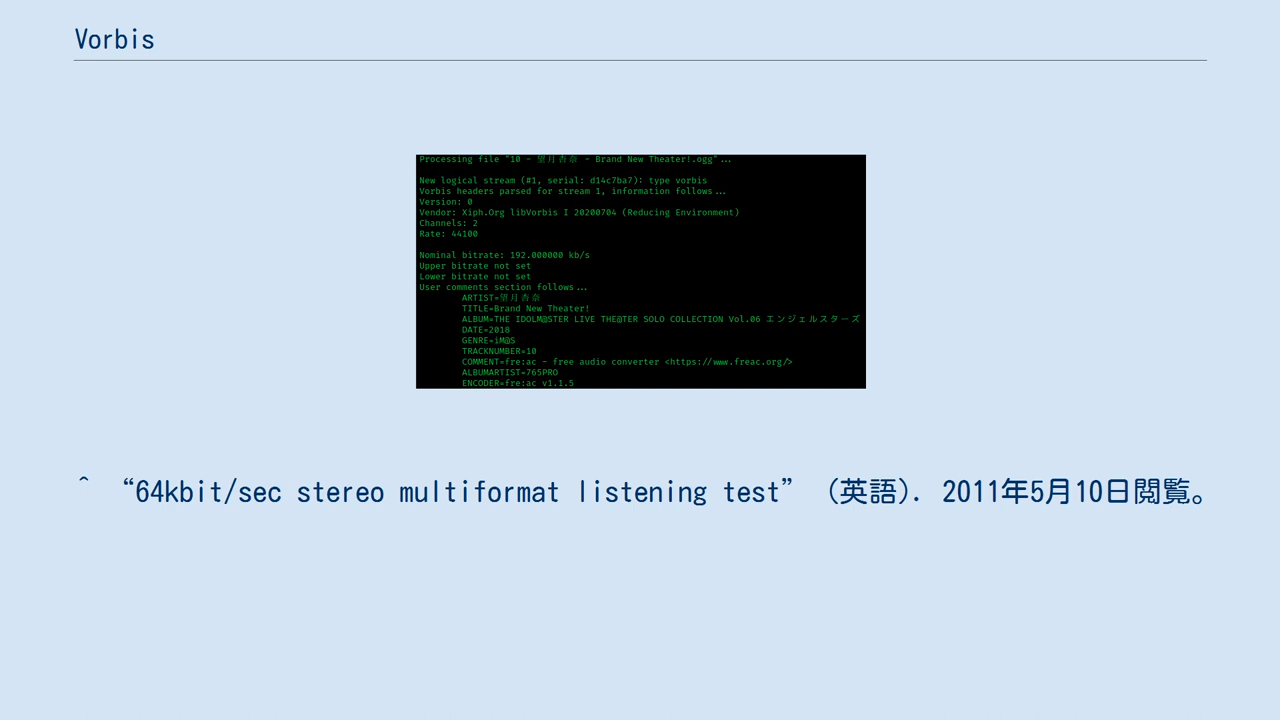 Vorbis
Processing file "10 - 望月杏奈 - Brand New Theater!.ogg"...
New logical stream (#1, serial: d14c7ba7): type vorbis
Vorbis headers parsed for stream 1, information follows...
Version: 0
Vendor: Xiph.Org libVorbis I 20200704 (Reducing Environment)
Channels: 2
Rate: 44100
Nominal bitrate: 192.000000 kb/s
Upper bitrate not set
Lower bitrate not set
User comments section follows...
ARTIST=望月杏奈
TITLE=Brand New Theater!
ALBUM=THE IDOLM@STER LIVE THE@TER SOLO COLLECTION Vol.06 エンジェルスターズ
DATE=2018
GENRE=iM@S
TRACKNUMBER=10
COMMENT=fre:ac - free audio converter <https://www.freac.org/>
ALBUMARTIST=765PRO
ENCODER=fre:ac v1.1.5
^ “64kbit/sec stereo multiformat listening test” (英語). 2011年5月10日閲覧。